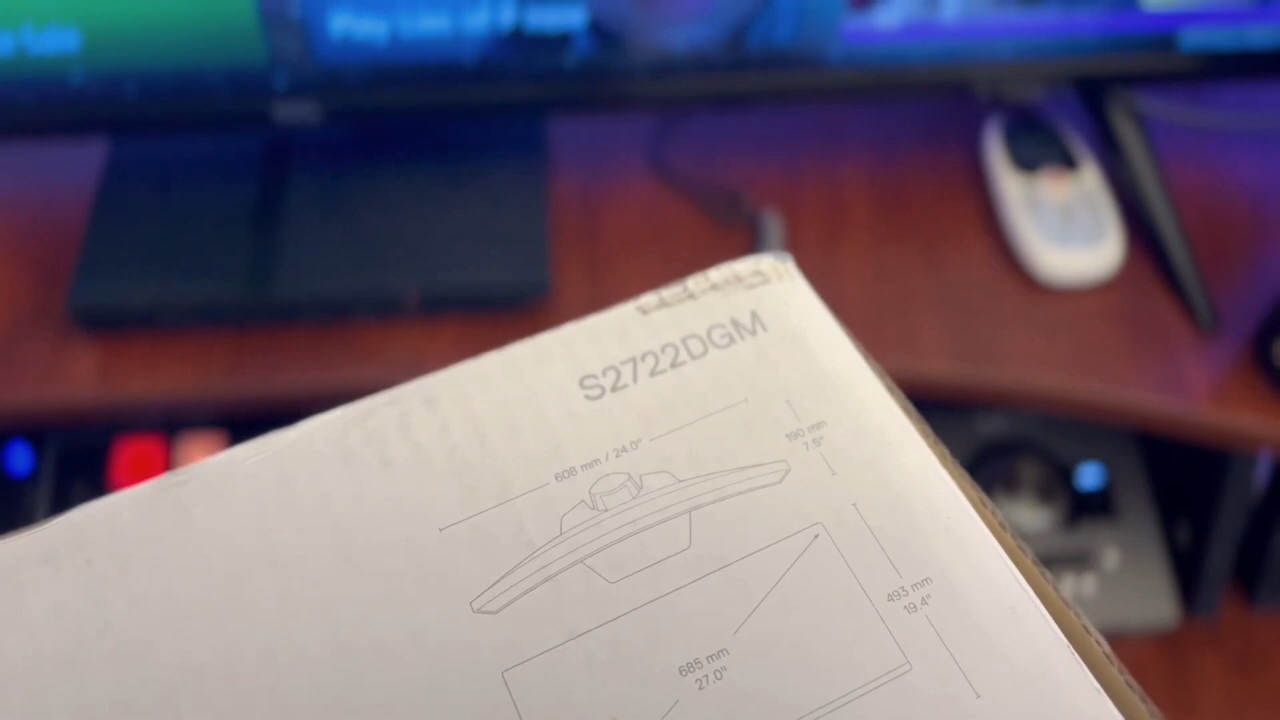 S2722DGM
608 mm / 24.0"
190 mm
7.5"
493 mm
19.4"
685 mm
27.0"